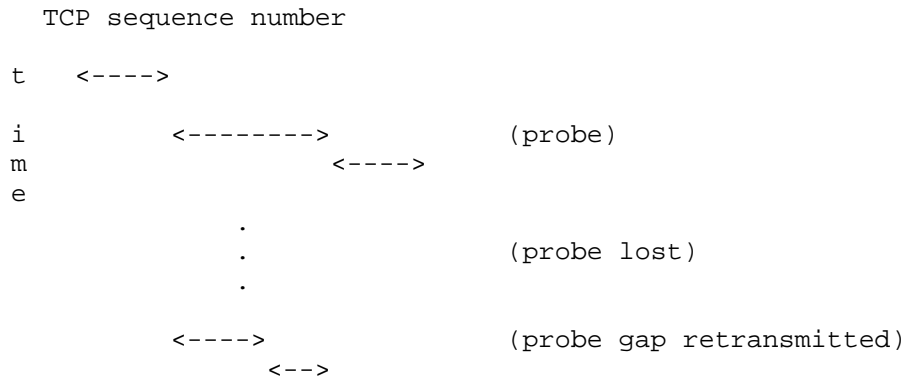 TCP sequence number
t <---->
i <--------> (probe)
m <---->
e
.
. (probe lost)
.
<----> (probe gap retransmitted)
<-->